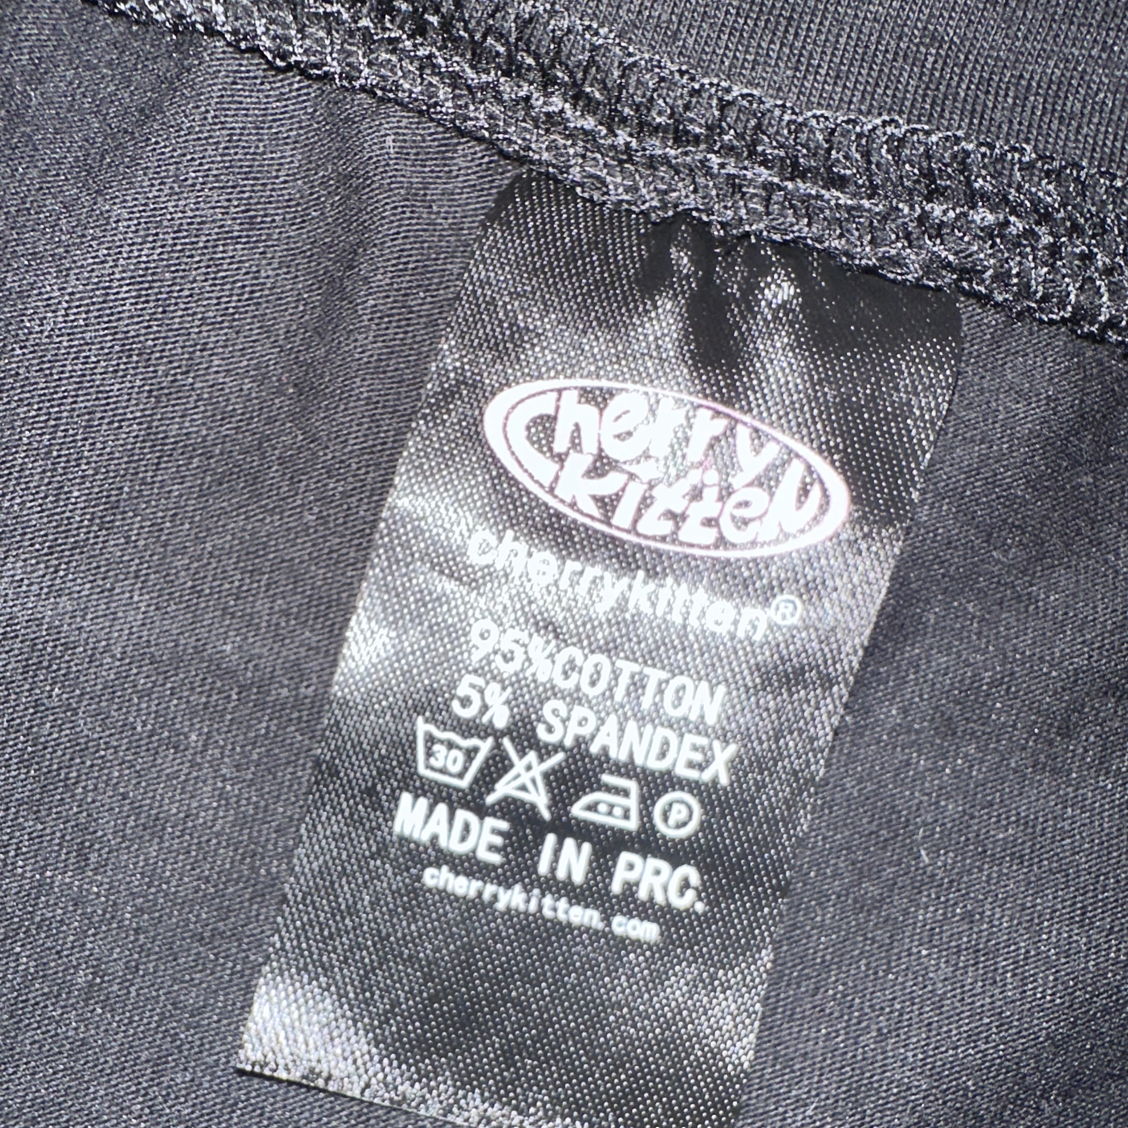 Cherry
Kitten
cherrykitten®
95%COTTON
5% SPANDEX
30 P
MADE IN PRC.
cherrykitten.com